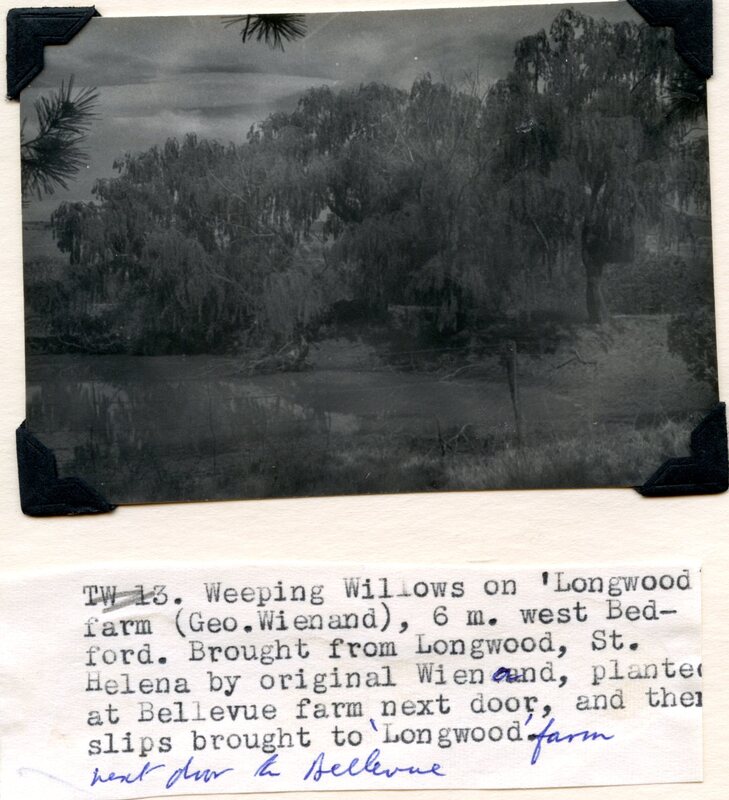 TW 13. Weeping Willows on 'Longwood
farm (Geo.Wienand), 6 m. west Bed-
ford. Brought from Longwood, St.
Helena by original Wienand, planted
at Bellevue farm next door, and then
slips brought to 'Longwood' farm
next door to Bellevue